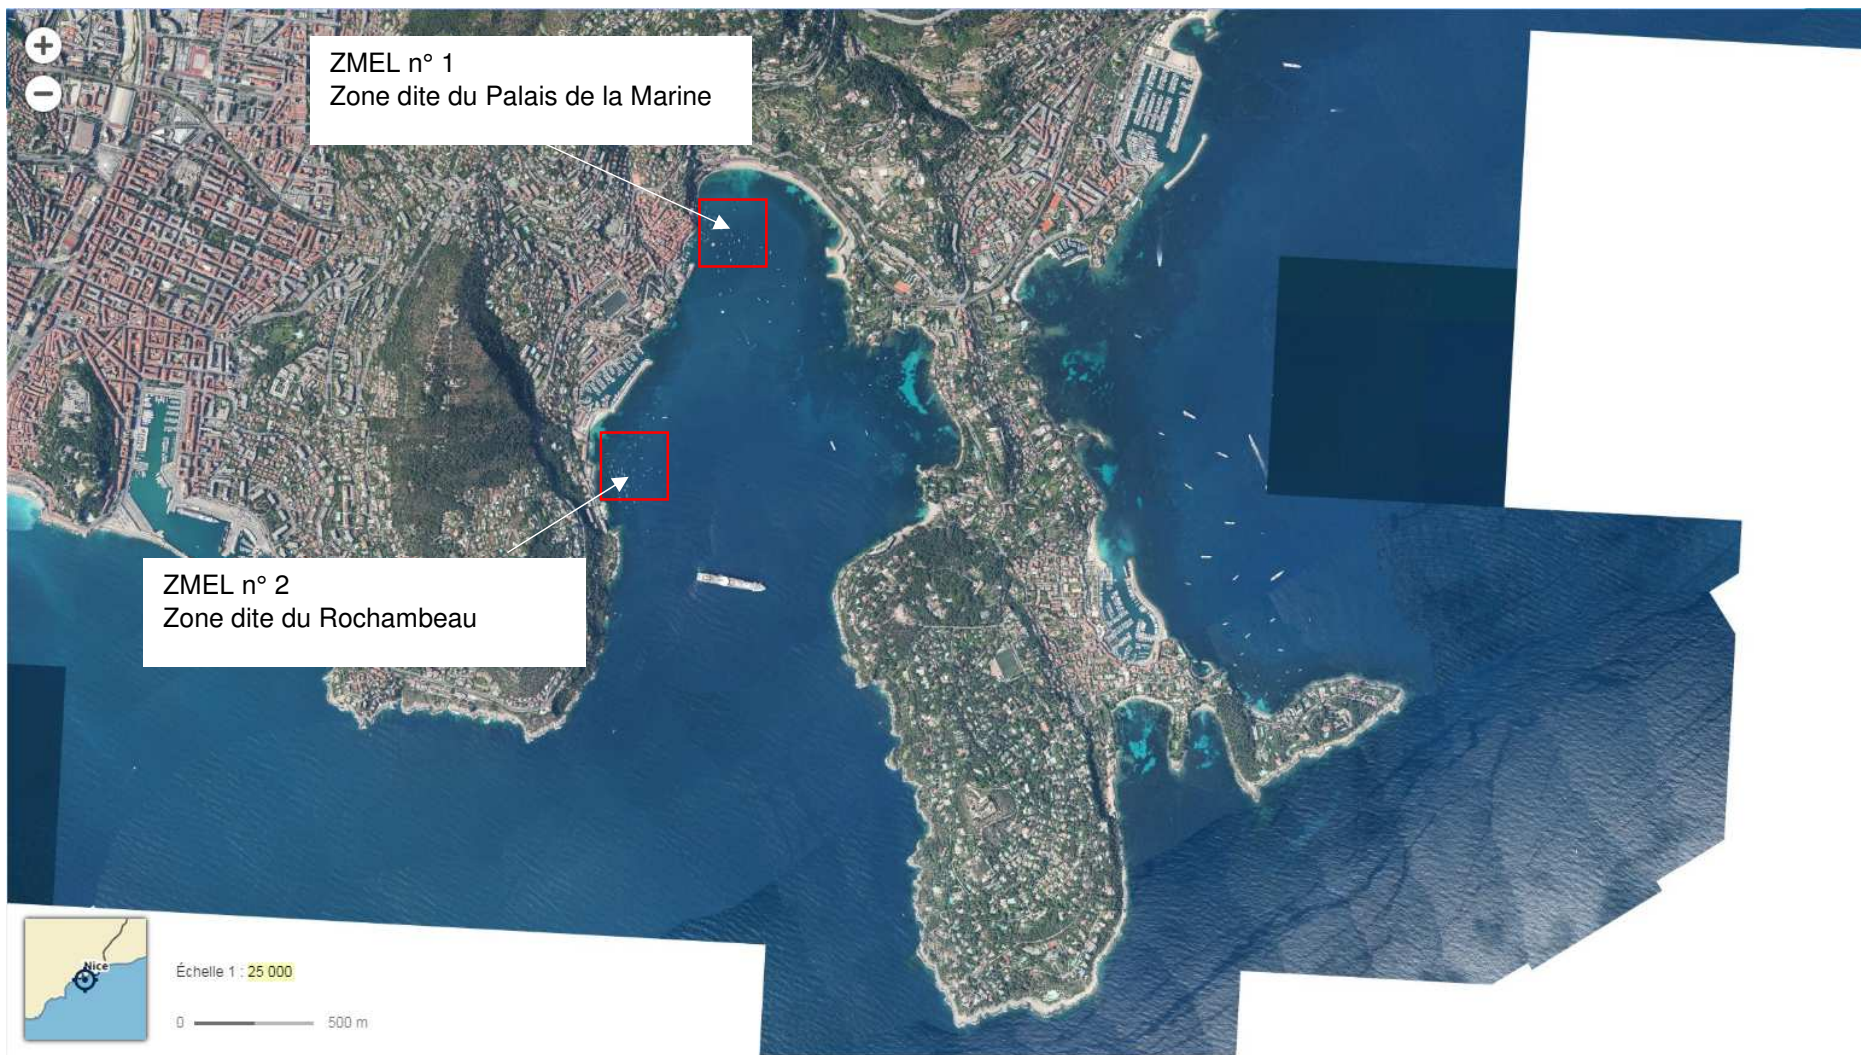 +
−
ZMEL n° 1
Zone dite du Palais de la Marine
ZMEL n° 2
Zone dite du Rochambeau
Nice
Échelle 1 : 25 000
0
500 m